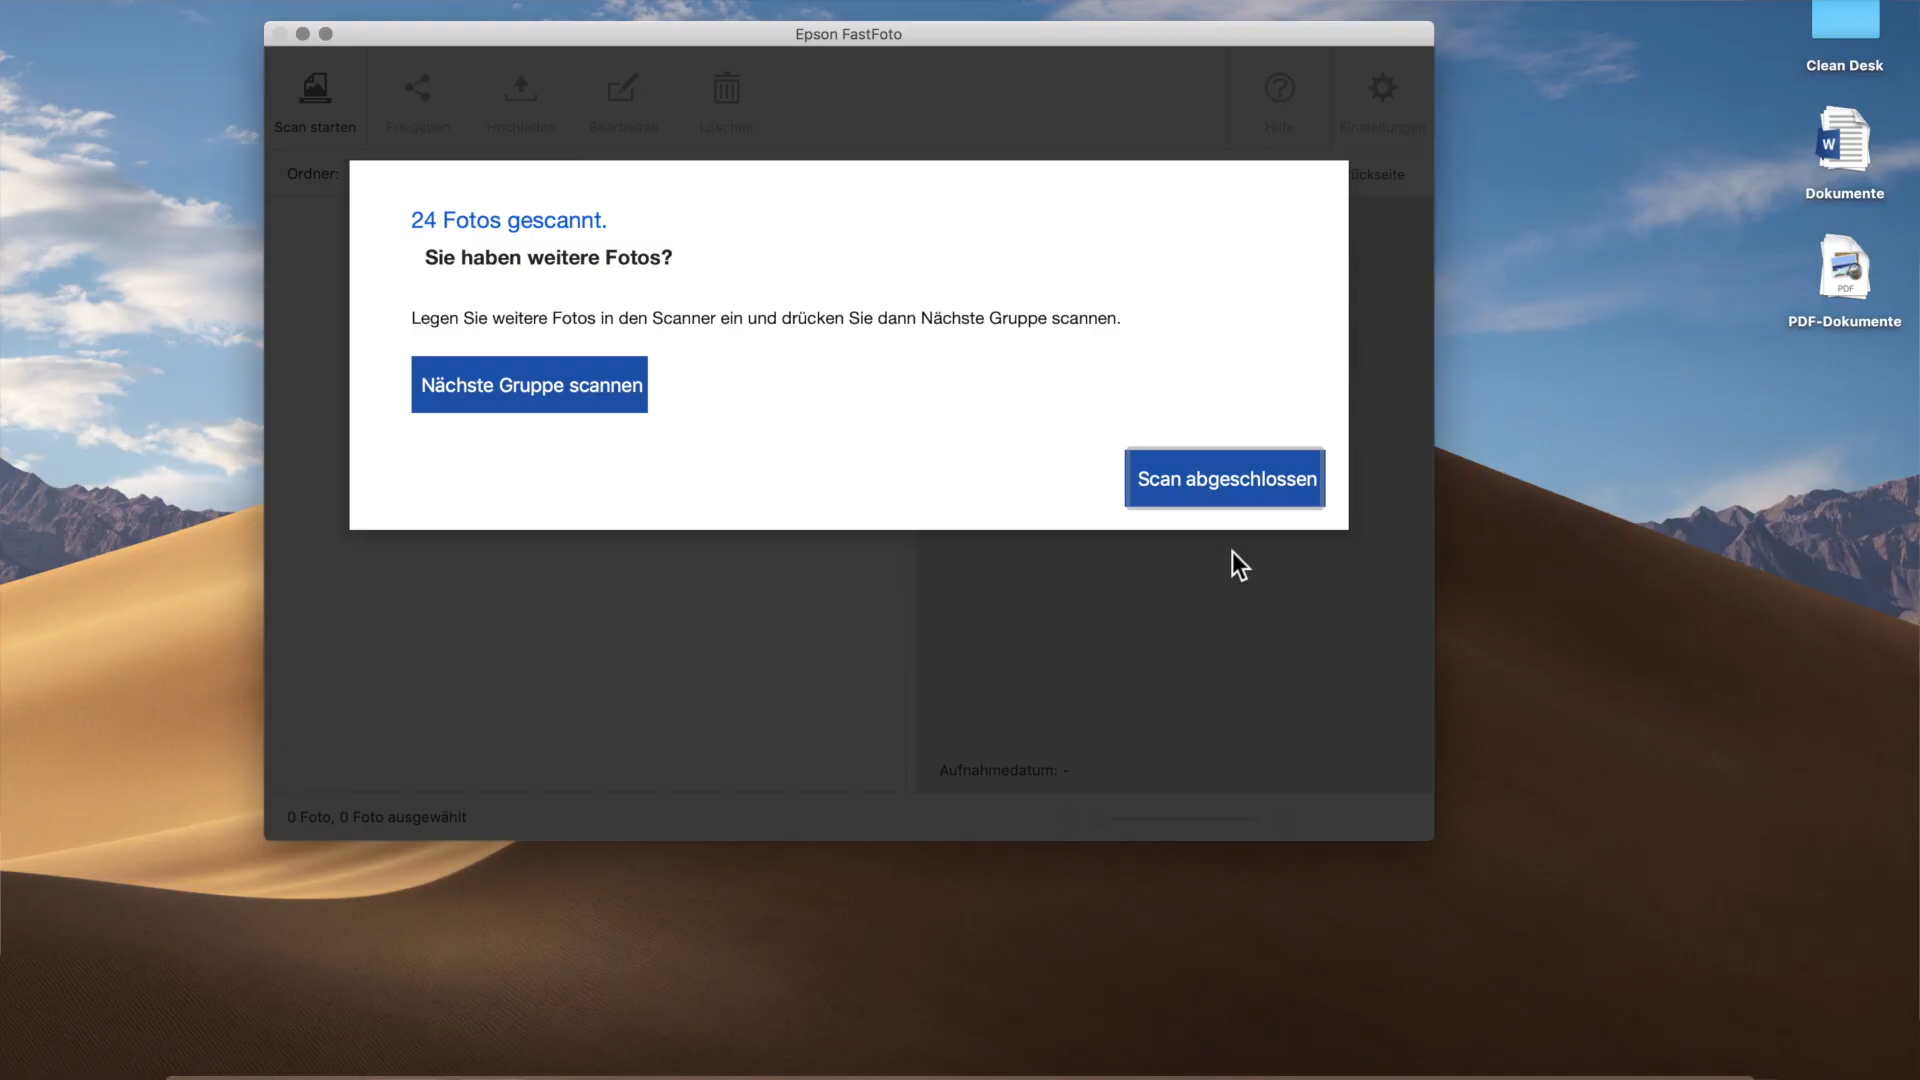 Epson FastFoto
Scan starten
Freigeben
Hochladen
Bearbeiten
Löschen
Hilfe
Einstellungen
Ordner:
ückseite
24 Fotos gescannt.
Sie haben weitere Fotos?
Legen Sie weitere Fotos in den Scanner ein und drücken Sie dann Nächste Gruppe scannen.
Nächste Gruppe scannen
Scan abgeschlossen
Aufnahmedatum: -
0 Foto, 0 Foto ausgewählt
Clean Desk
W
Dokumente
PDF
PDF-Dokumente